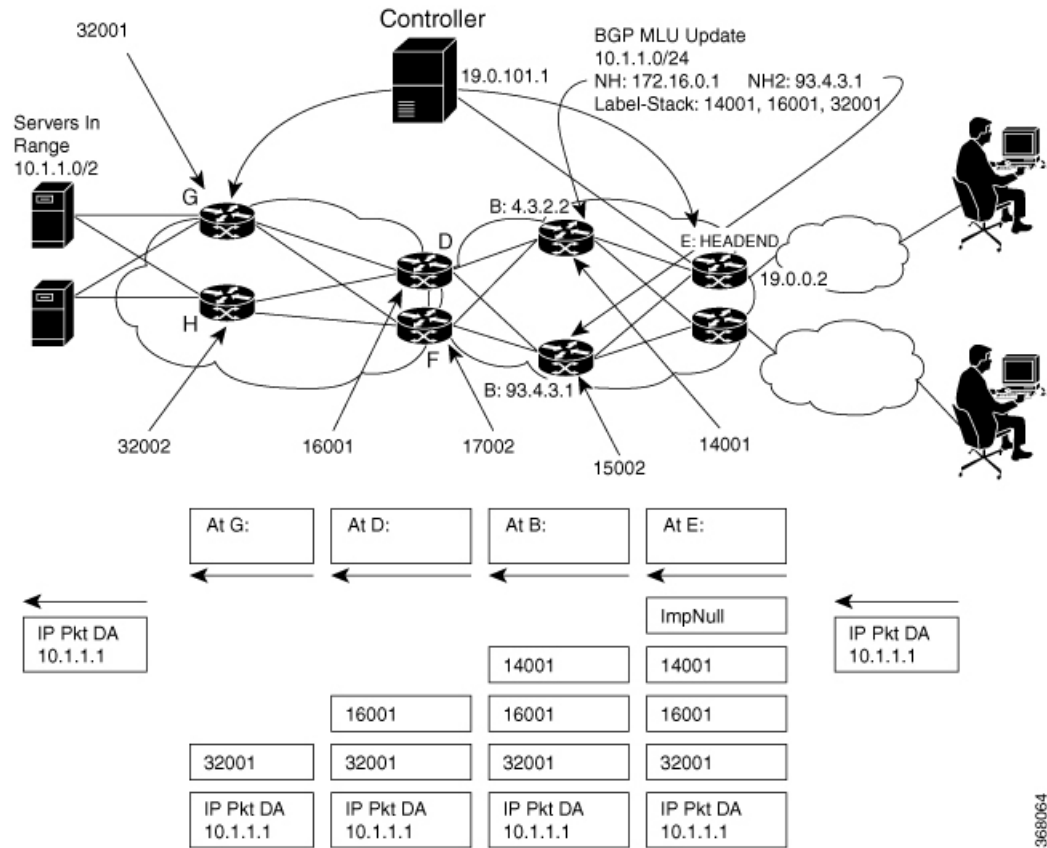 Controller
32001
19.0.101.1
BGP MLU Update
10.1.1.0/24
NH: 172.16.0.1 NH2: 93.4.3.1
Label-Stack: 14001, 16001, 32001
Servers In
Range
10.1.1.0/2
G
B: 4.3.2.2
D
E: HEADEND
19.0.0.2
H
F
B: 93.4.3.1
32002
16001
17002
15002
14001
At G:
At D:
At B:
At E:
IP Pkt DA
10.1.1.1
ImpNull
IP Pkt DA
10.1.1.1
14001
14001
16001
16001
16001
32001
32001
32001
32001
IP Pkt DA
10.1.1.1
IP Pkt DA
10.1.1.1
IP Pkt DA
10.1.1.1
IP Pkt DA
10.1.1.1
368064